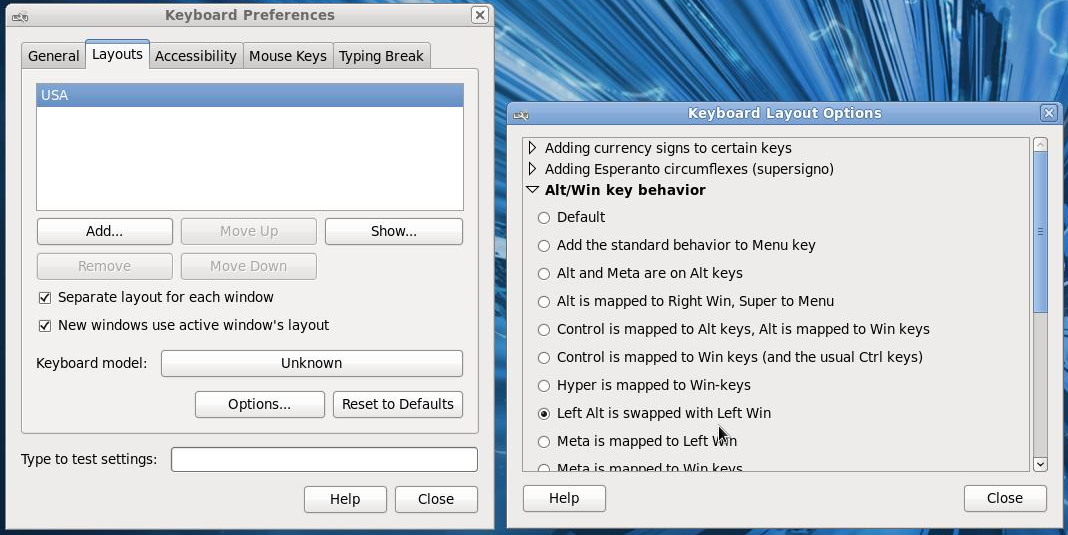 Keyboard Preferences
General
Layouts
Accessibility
Mouse Keys
Typing Break
USA
Add...
Move Up
Show...
Remove
Move Down
Separate layout for each window
New windows use active window's layout
Keyboard model:
Unknown
Options...
Reset to Defaults
Type to test settings:
Help
Close
Keyboard Layout Options
Adding currency signs to certain keys
Adding Esperanto circumflexes (supersigno)
Alt/Win key behavior
Default
Add the standard behavior to Menu key
Alt and Meta are on Alt keys
Alt is mapped to Right Win, Super to Menu
Control is mapped to Alt keys, Alt is mapped to Win keys
Control is mapped to Win keys (and the usual Ctrl keys)
Hyper is mapped to Win-keys
Left Alt is swapped with Left Win
Meta is mapped to Left Win
Meta is mapped to Win keys
Help
Close